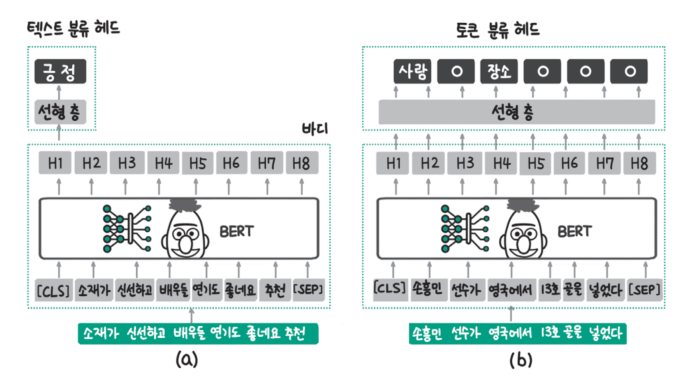 텍스트 분류 헤드
긍정
선형 층
바디
H1 H2 H3 H4 H5 H6 H7 H8
BERT
[CLS] 소재가 신선하고 배우들 연기도 좋네요 추천 [SEP]
소재가 신선하고 배우들 연기도 좋네요 추천
(a)
토큰 분류 헤드
사람 O 장소 O O O
선형 층
H1 H2 H3 H4 H5 H6 H7 H8
BERT
[CLS] 손흥민 선수가 영국에서 13호 골을 넣었다 [SEP]
손흥민 선수가 영국에서 13호 골을 넣었다
(b)